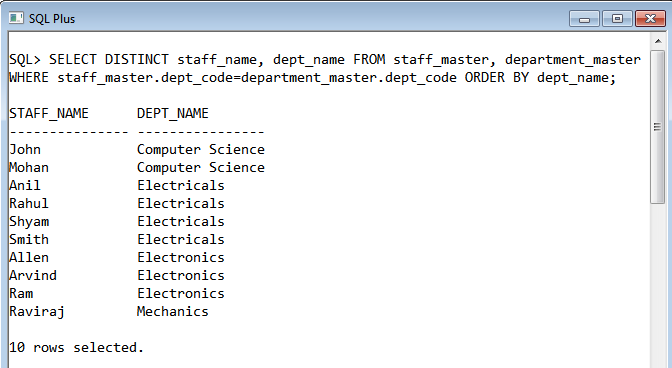 SQL Plus
SQL> SELECT DISTINCT staff_name, dept_name FROM staff_master, department_master
WHERE staff_master.dept_code=department_master.dept_code ORDER BY dept_name;
STAFF_NAME      DEPT_NAME
--------------- ----------------
John            Computer Science
Mohan           Computer Science
Anil            Electricals
Rahul           Electricals
Shyam           Electricals
Smith           Electricals
Allen           Electronics
Arvind          Electronics
Ram             Electronics
Raviraj         Mechanics
10 rows selected.